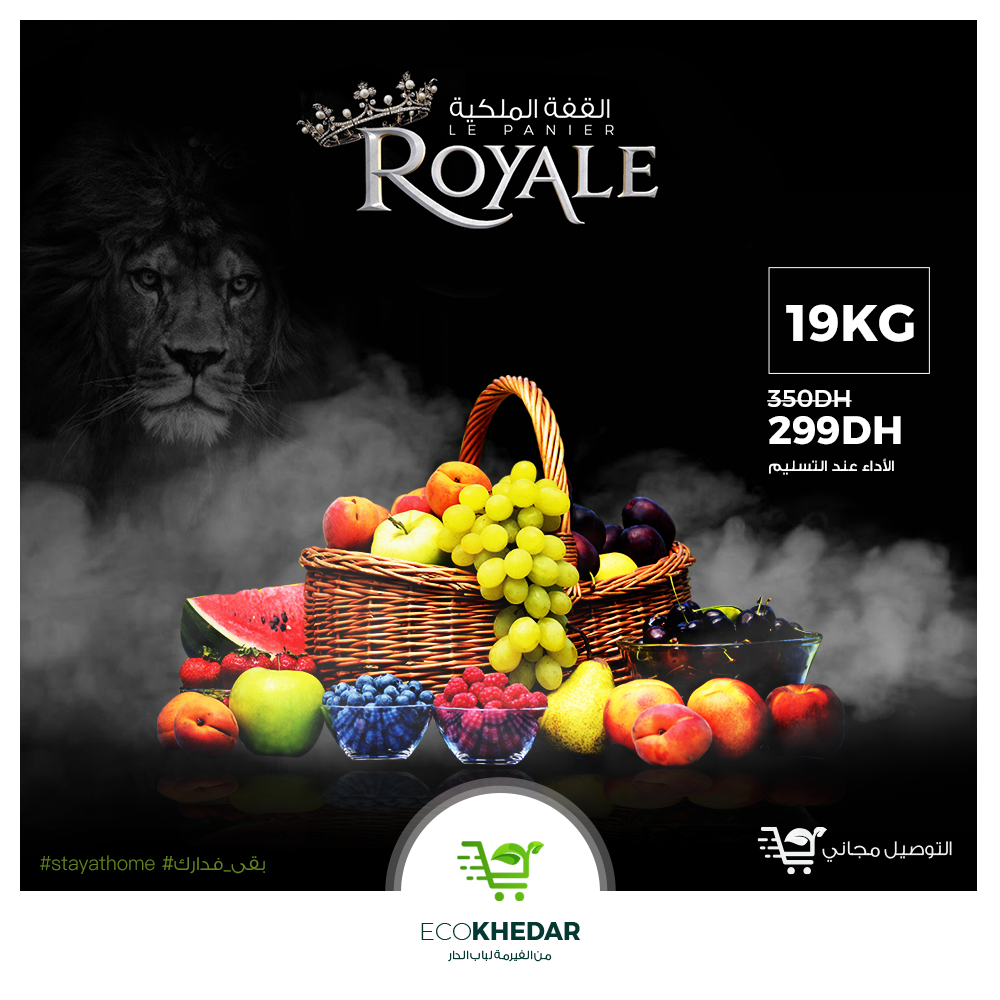 القفة الملكية
LE PANIER
ROYALE
19KG
350DH
299DH
الأداء عند التسليم
#stayathome #بقى_فدارك
التوصيل مجاني
ECOKHEDAR
من الفيرمة لباب الدار